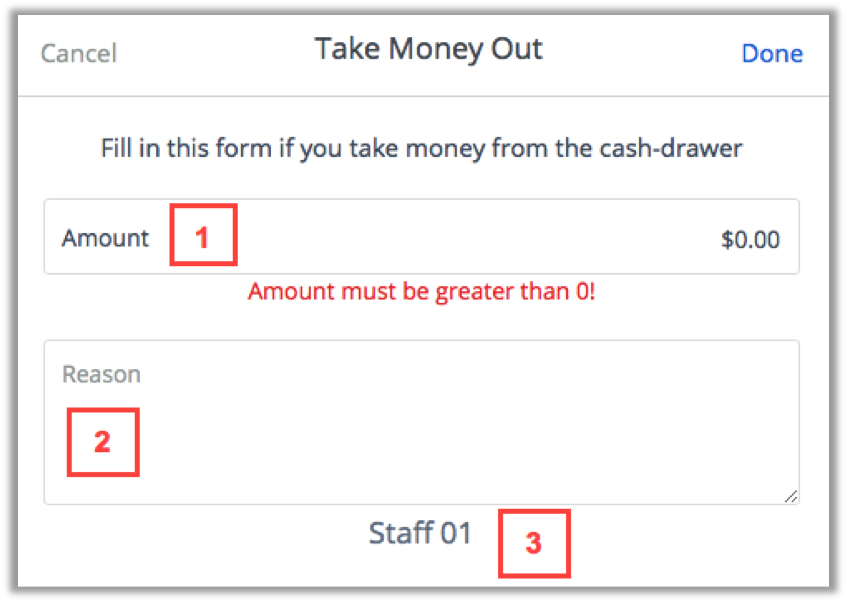 Cancel Take Money Out Done
Fill in this form if you take money from the cash-drawer
Amount 1 $0.00
Amount must be greater than 0!
Reason
2
Staff 01 3